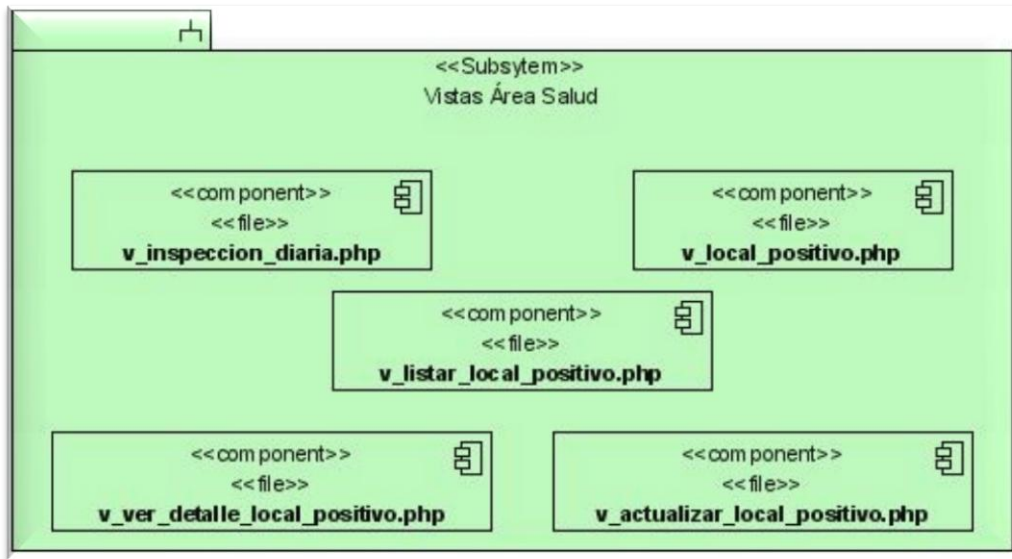 <<Subsytem>>
Vistas Área Salud
<<component>>
<<file>>
v_inspeccion_diaria.php
<<component>>
<<file>>
v_local_positivo.php
<<component>>
<<file>>
v_listar_local_positivo.php
<<component>>
<<file>>
v_ver_detalle_local_positivo.php
<<component>>
<<file>>
v_actualizar_local_positivo.php